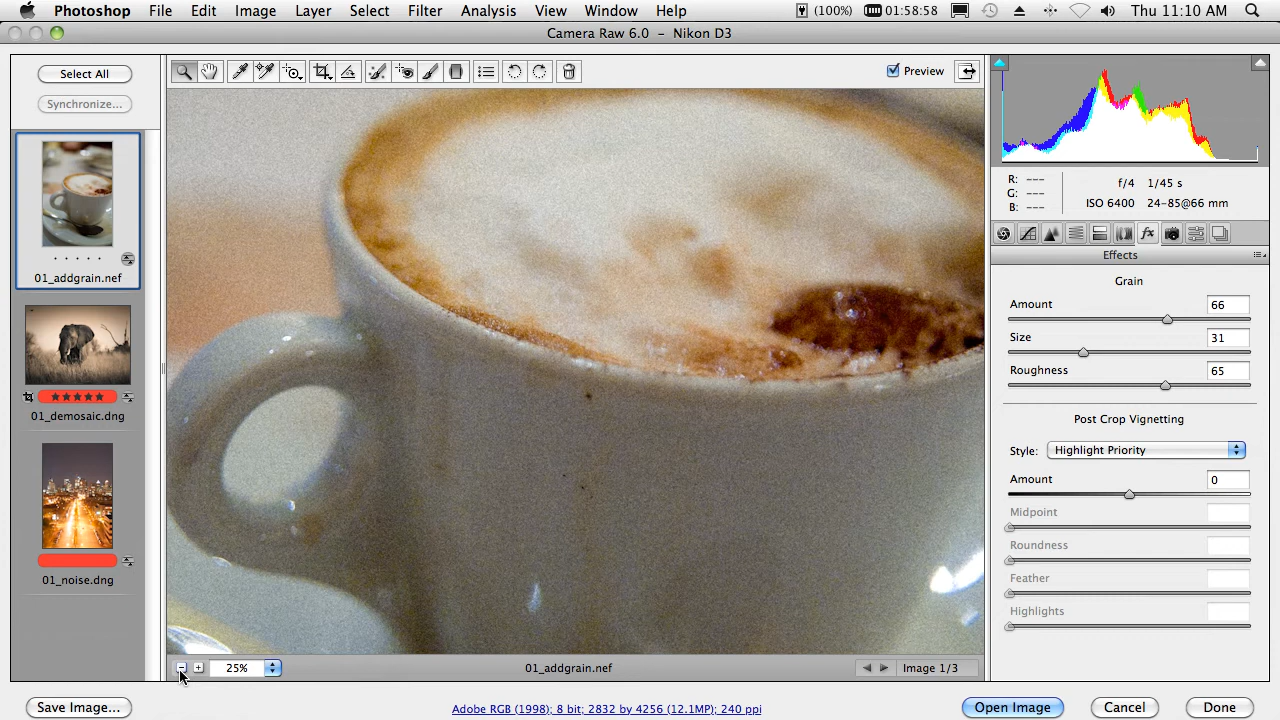 Photoshop File Edit Image Layer Select Filter Analysis View Window Help (100%) 01:58:58 Thu 11:10 AM
Camera Raw 6.0 – Nikon D3
Select All
Synchronize...
Preview
01_addgrain.nef
01_demosaic.dng
01_noise.dng
R: ---
G: ---
B: ---
f/4 1/45 s
ISO 6400 24-85@66 mm
fx
Effects
Grain
Amount 66
Size 31
Roughness 65
Post Crop Vignetting
Style: Highlight Priority
Amount 0
Midpoint
Roundness
Feather
Highlights
25%
01_addgrain.nef
Image 1/3
Save Image...
Adobe RGB (1998); 8 bit; 2832 by 4256 (12.1MP); 240 ppi
Open Image
Cancel
Done